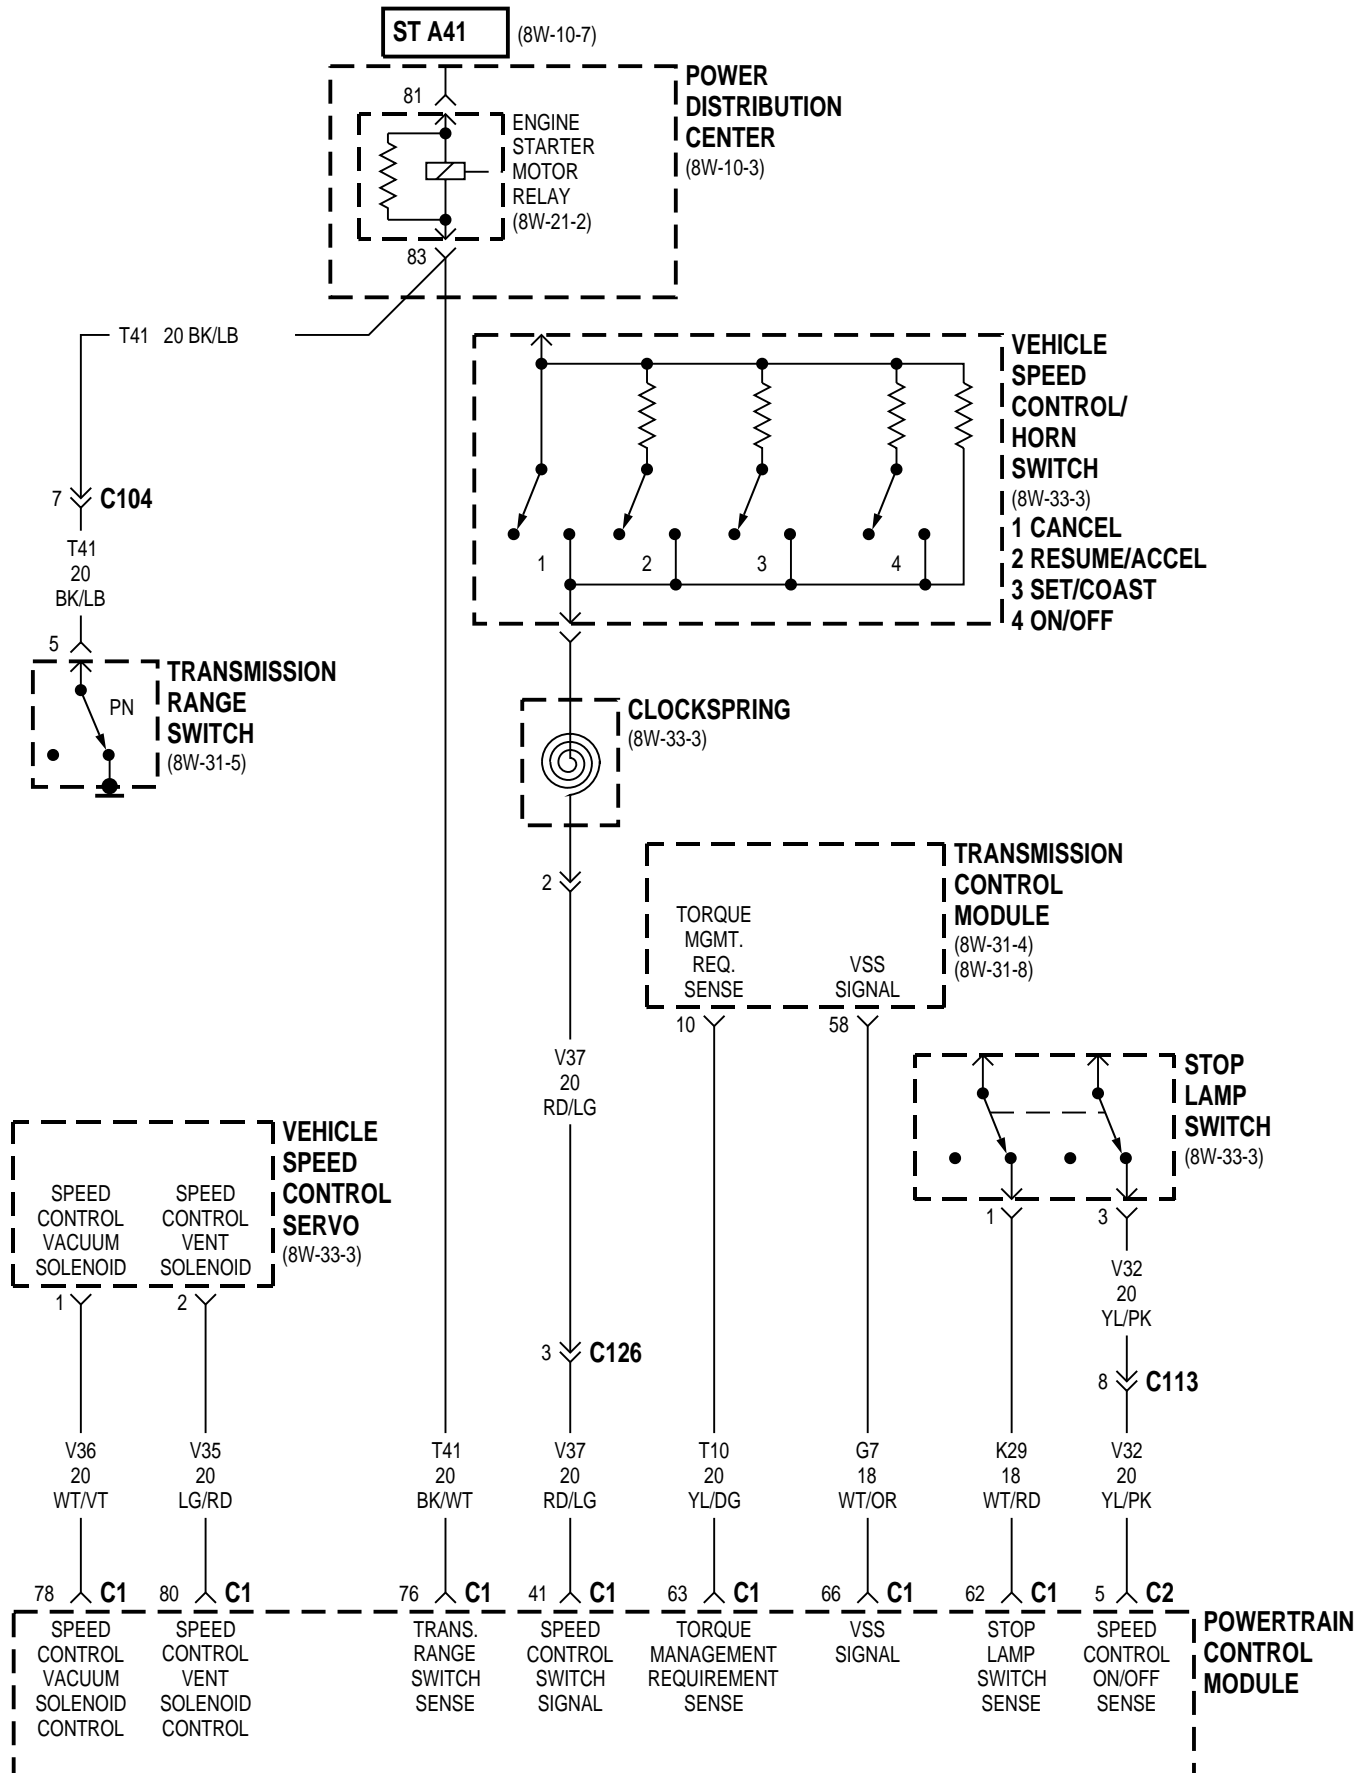 ST A41
(8W-10-7)
POWER
DISTRIBUTION
CENTER
(8W-10-3)
81
ENGINE
STARTER
MOTOR
RELAY
(8W-21-2)
83
T41 20 BK/LB
VEHICLE
SPEED
CONTROL/
HORN
SWITCH
(8W-33-3)
1 CANCEL
2 RESUME/ACCEL
3 SET/COAST
4 ON/OFF
1
2
3
4
7
C104
T41
20
BK/LB
5
PN
TRANSMISSION
RANGE
SWITCH
(8W-31-5)
CLOCKSPRING
(8W-33-3)
2
V37
20
RD/LG
TORQUE
MGMT.
REQ.
SENSE
VSS
SIGNAL
TRANSMISSION
CONTROL
MODULE
(8W-31-4)
(8W-31-8)
10
58
STOP
LAMP
SWITCH
(8W-33-3)
1
3
V32
20
YL/PK
SPEED
CONTROL
VACUUM
SOLENOID
SPEED
CONTROL
VENT
SOLENOID
VEHICLE
SPEED
CONTROL
SERVO
(8W-33-3)
1
2
3
C126
8
C113
V36
20
WT/VT
V35
20
LG/RD
T41
20
BK/WT
V37
20
RD/LG
T10
20
YL/DG
G7
18
WT/OR
K29
18
WT/RD
V32
20
YL/PK
78 C1
80 C1
76 C1
41 C1
63 C1
66 C1
62 C1
5 C2
SPEED
CONTROL
VACUUM
SOLENOID
CONTROL
SPEED
CONTROL
VENT
SOLENOID
CONTROL
TRANS.
RANGE
SWITCH
SENSE
SPEED
CONTROL
SWITCH
SIGNAL
TORQUE
MANAGEMENT
REQUIREMENT
SENSE
VSS
SIGNAL
STOP
LAMP
SWITCH
SENSE
SPEED
CONTROL
ON/OFF
SENSE
POWERTRAIN
CONTROL
MODULE